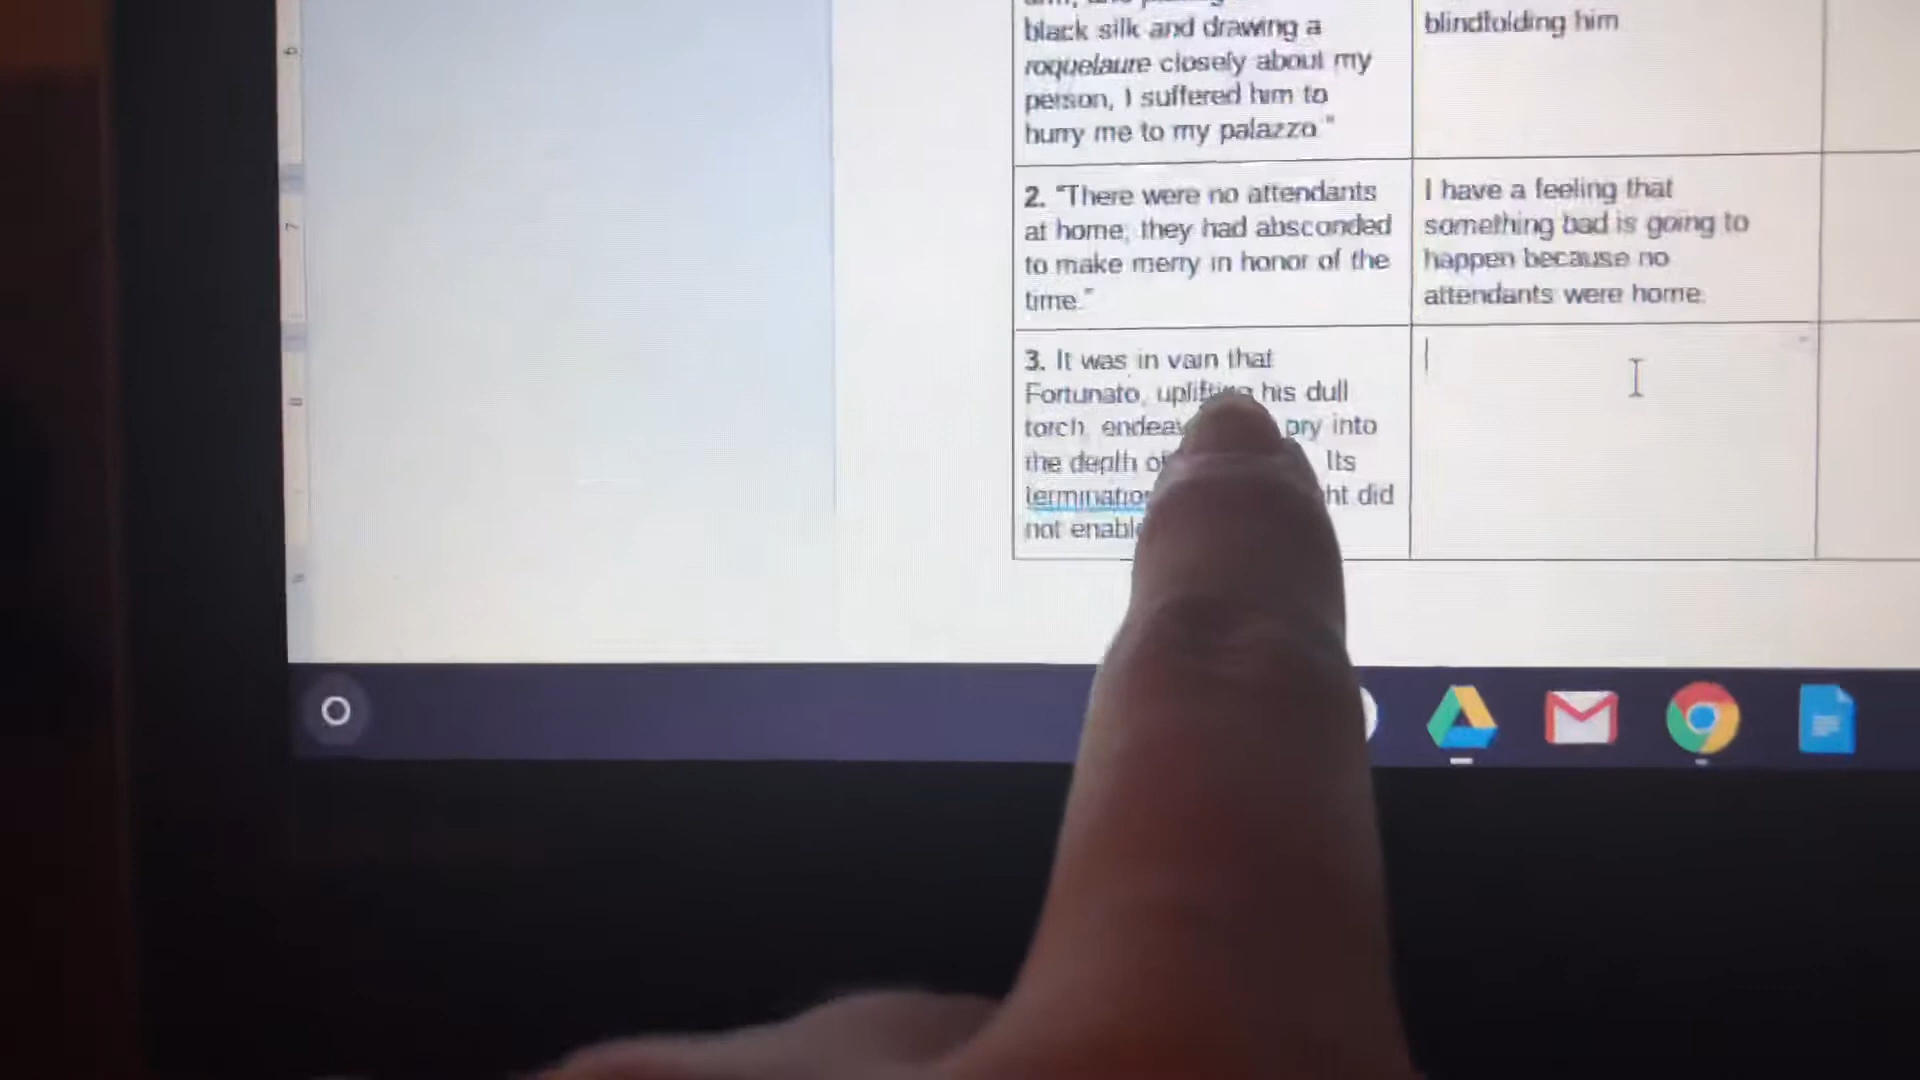 black silk and drawing a
roquelaure closely about my
person, I suffered him to
hurry me to my palazzo."
blindfolding him
2. "There were no attendants
at home; they had absconded
to make merry in honor of the
time."
I have a feeling that
something bad is going to
happen because no
attendants were home.
3. It was in vain that
Fortunato, uplifting his dull
torch, pry into
the depth Its
did
not
7
8